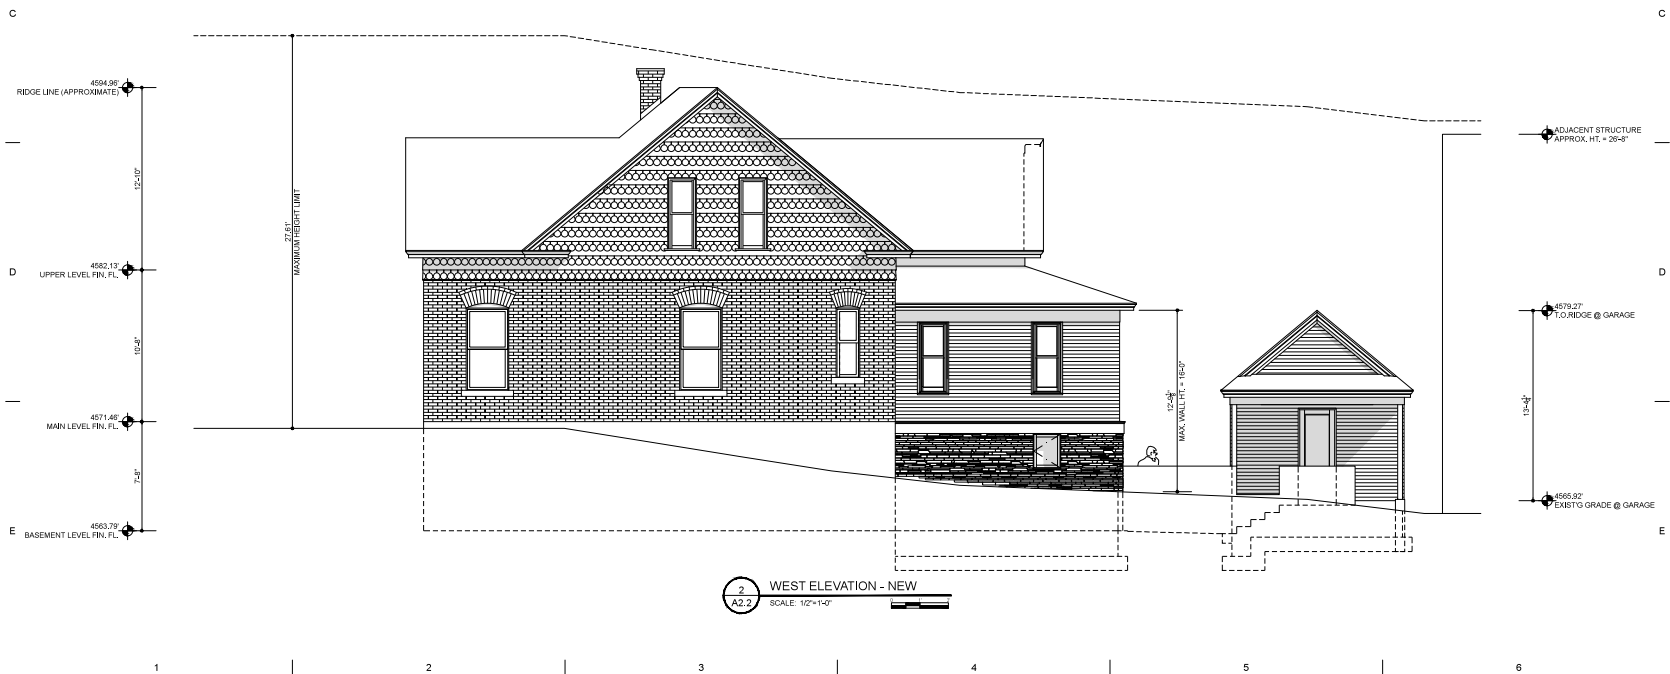 C
C
4594.96'
RIDGE LINE (APPROXIMATE)
ADJACENT STRUCTURE
APPROX. HT. = 26'-8"
12'-10"
27.61'
MAXIMUM HEIGHT LIMIT
D
D
4582.13'
UPPER LEVEL FIN. FL.
4579.27'
T.O.RIDGE @ GARAGE
10'-8"
MAX. WALL HT. = 16'-0"
4571.46'
MAIN LEVEL FIN. FL.
7'-8"
4565.92'
EXIST'G GRADE @ GARAGE
E
E
4563.79'
BASEMENT LEVEL FIN. FL.
2
A2.2
WEST ELEVATION - NEW
SCALE: 1/2"=1'-0"
1
2
3
4
5
6